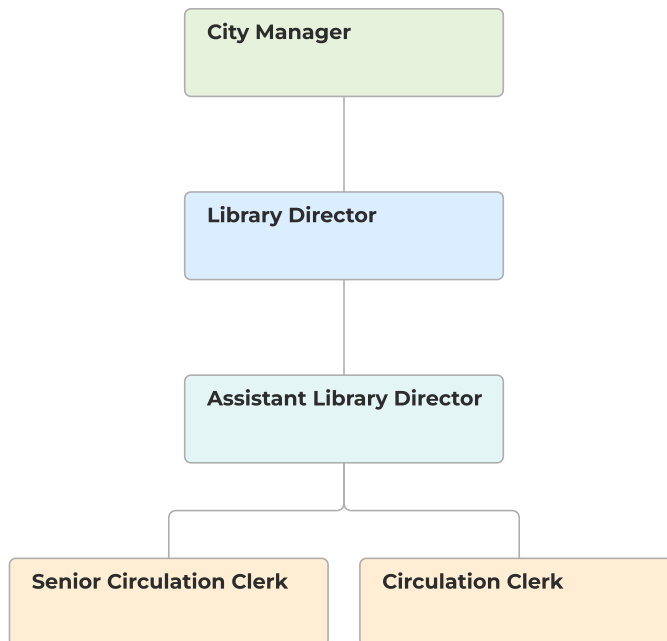 City Manager
Library Director
Assistant Library Director
Senior Circulation Clerk
Circulation Clerk